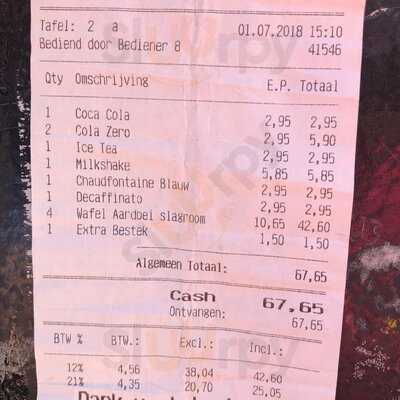 Tafel: 2 a 01.07.2018 15:10
Bediend door Bediener 8 41546
Qty Omschrijving E.P. Totaal
1 Coca Cola 2,95 2,95
2 Cola Zero 2,95 5,90
1 Ice Tea 2,95 2,95
1 Milkshake 5,85 5,85
1 Chaudfontaine Blauw 2,95 2,95
1 Decaffinato 2,95 2,95
4 Wafel Aardbei slagroom 10,65 42,60
1 Extra Bestek 1,50 1,50
Algemeen Totaal: 67,65
Cash 67,65
Ontvangen: 67,65
BTW % BTW.: Excl.: Incl.:
12% 4,56 38,04 42,60
21% 4,35 20,70 25,05
Sluurpy
Sluurpy
Sluurpy